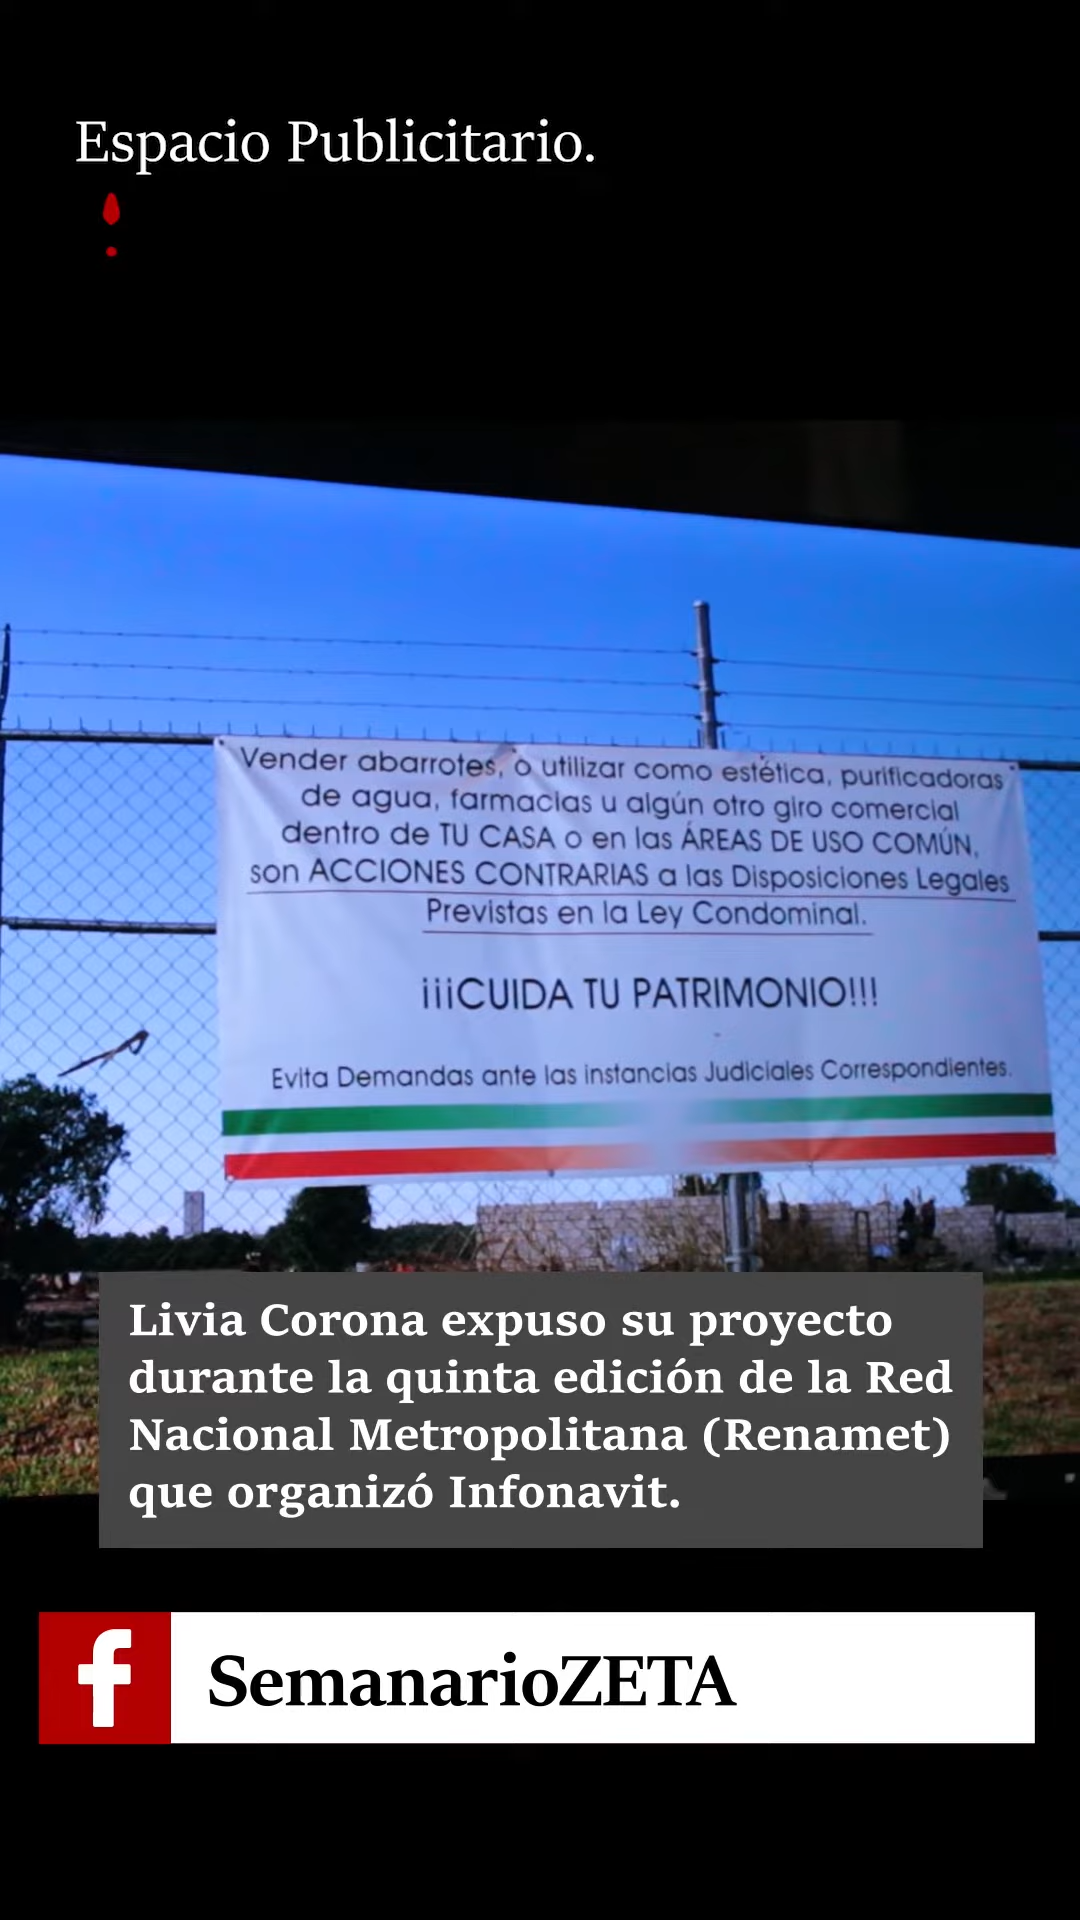 Espacio Publicitario.
Vender abarrotes, o utilizar como estética, purificadoras
de agua, farmacias u algún otro giro comercial
dentro de TU CASA o en las ÁREAS DE USO COMÚN,
son ACCIONES CONTRARIAS a las Disposiciones Legales
Previstas en la Ley Condominal.
¡¡¡CUIDA TU PATRIMONIO!!!
Evita Demandas ante las instancias Judiciales Correspondientes.
Livia Corona expuso su proyecto
durante la quinta edición de la Red
Nacional Metropolitana (Renamet)
que organizó Infonavit.
f SemanarioZETA